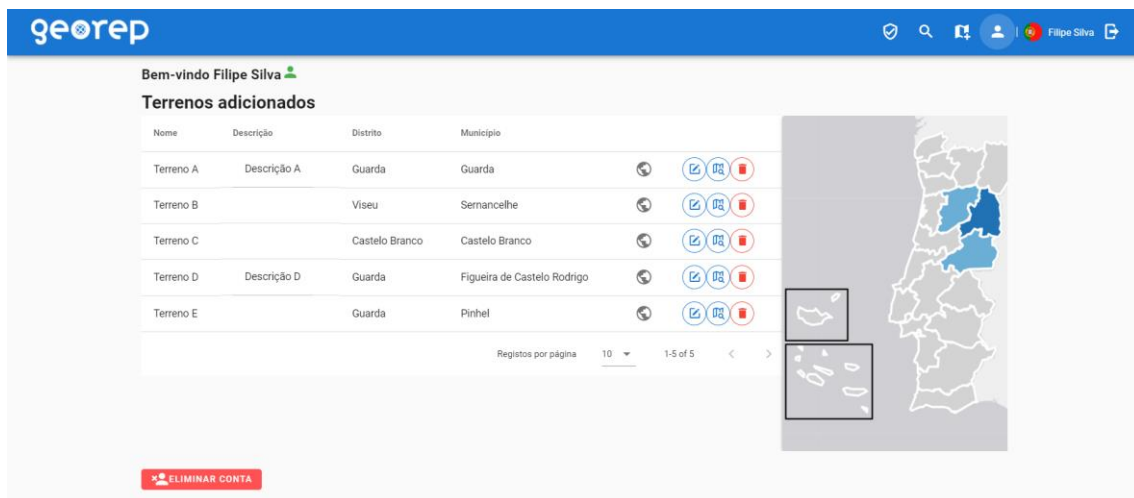 georep
Filipe Silva
Bem-vindo Filipe Silva
Terrenos adicionados
Nome Descrição Distrito Municipio
Terreno A Descrição A Guarda Guarda
Terreno B Viseu Sernancelhe
Terreno C Castelo Branco Castelo Branco
Terreno D Descrição D Guarda Figueira de Castelo Rodrigo
Terreno E Guarda Pinhel
Registos por página 10 1-5 of 5
ELIMINAR CONTA